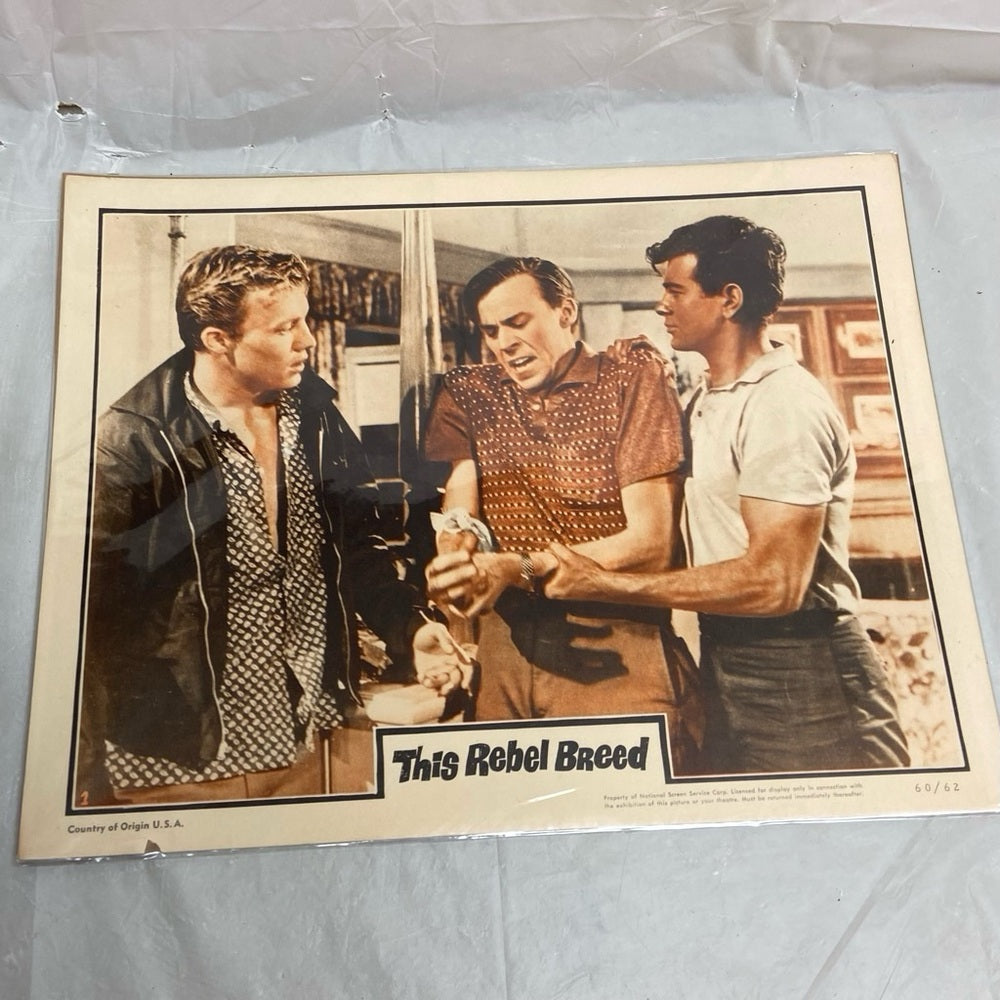 2
This Rebel Breed
Property of National Screen Service Corp. Licensed for display only in connection with
the exhibition of this picture at your theatre. Must be returned immediately thereafter.
60/62
Country of Origin U.S.A.